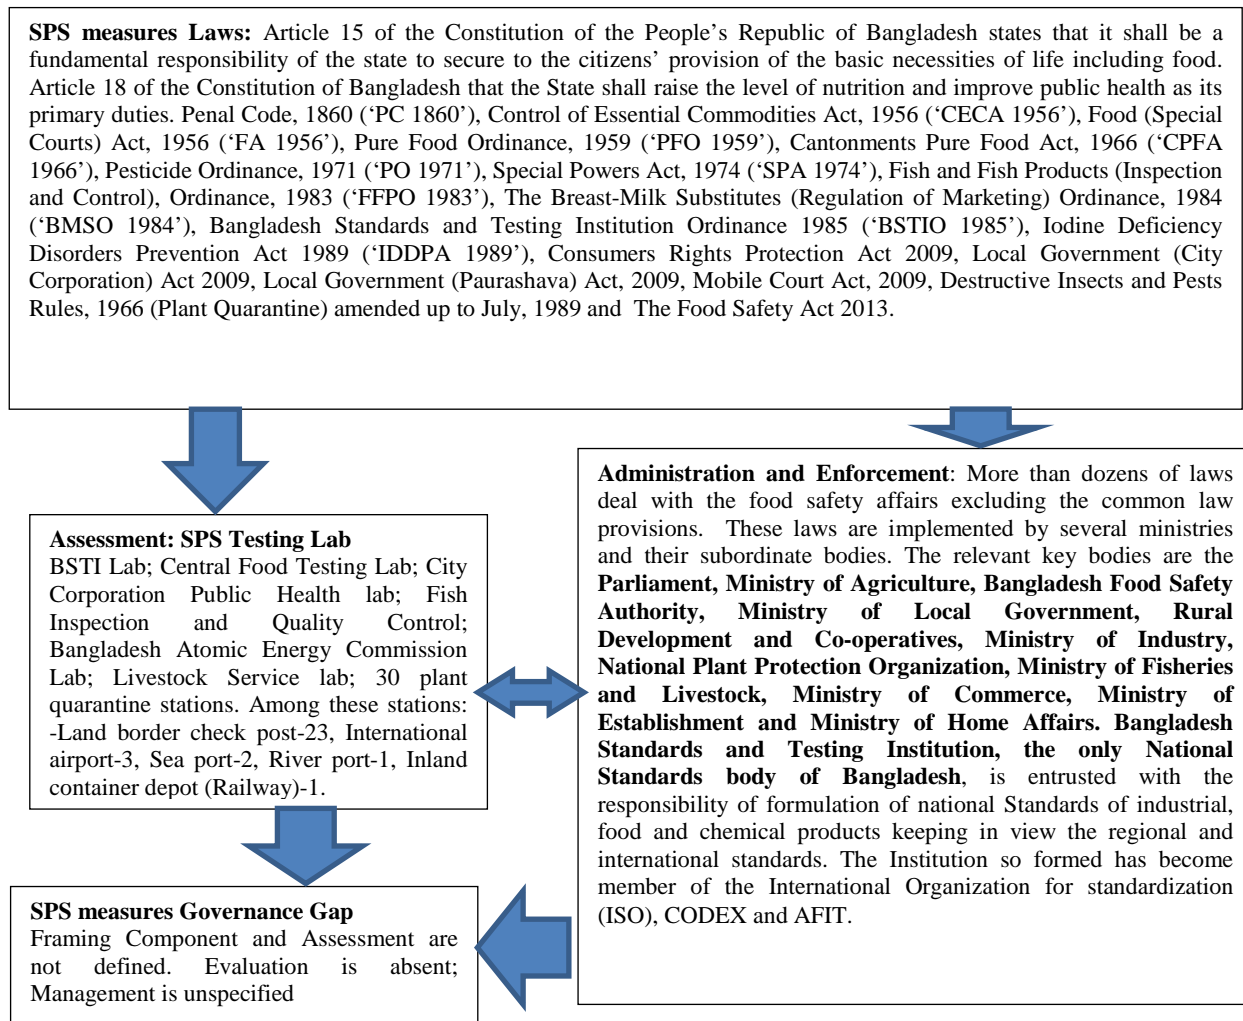 SPS measures Laws: Article 15 of the Constitution of the People’s Republic of Bangladesh states that it shall be a
fundamental responsibility of the state to secure to the citizens’ provision of the basic necessities of life including food.
Article 18 of the Constitution of Bangladesh that the State shall raise the level of nutrition and improve public health as its
primary duties. Penal Code, 1860 (‘PC 1860’), Control of Essential Commodities Act, 1956 (‘CECA 1956’), Food (Special
Courts) Act, 1956 (‘FA 1956’), Pure Food Ordinance, 1959 (‘PFO 1959’), Cantonments Pure Food Act, 1966 (‘CPFA
1966’), Pesticide Ordinance, 1971 (‘PO 1971’), Special Powers Act, 1974 (‘SPA 1974’), Fish and Fish Products (Inspection
and Control), Ordinance, 1983 (‘FFPO 1983’), The Breast-Milk Substitutes (Regulation of Marketing) Ordinance, 1984
(‘BMSO 1984’), Bangladesh Standards and Testing Institution Ordinance 1985 (‘BSTIO 1985’), Iodine Deficiency
Disorders Prevention Act 1989 (‘IDDPA 1989’), Consumers Rights Protection Act 2009, Local Government (City
Corporation) Act 2009, Local Government (Paurashava) Act, 2009, Mobile Court Act, 2009, Destructive Insects and Pests
Rules, 1966 (Plant Quarantine) amended up to July, 1989 and The Food Safety Act 2013.
Assessment: SPS Testing Lab
BSTI Lab; Central Food Testing Lab; City
Corporation Public Health lab; Fish
Inspection and Quality Control;
Bangladesh Atomic Energy Commission
Lab; Livestock Service lab; 30 plant
quarantine stations. Among these stations:
-Land border check post-23, International
airport-3, Sea port-2, River port-1, Inland
container depot (Railway)-1.
Administration and Enforcement: More than dozens of laws
deal with the food safety affairs excluding the common law
provisions. These laws are implemented by several ministries
and their subordinate bodies. The relevant key bodies are the
Parliament, Ministry of Agriculture, Bangladesh Food Safety
Authority, Ministry of Local Government, Rural
Development and Co-operatives, Ministry of Industry,
National Plant Protection Organization, Ministry of Fisheries
and Livestock, Ministry of Commerce, Ministry of
Establishment and Ministry of Home Affairs. Bangladesh
Standards and Testing Institution, the only National
Standards body of Bangladesh, is entrusted with the
responsibility of formulation of national Standards of industrial,
food and chemical products keeping in view the regional and
international standards. The Institution so formed has become
member of the International Organization for standardization
(ISO), CODEX and AFIT.
SPS measures Governance Gap
Framing Component and Assessment are
not defined. Evaluation is absent;
Management is unspecified